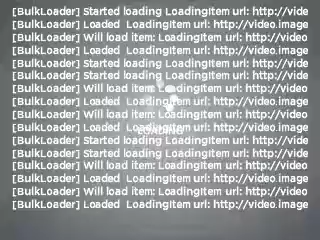 [BulkLoader] Started loading LoadingItem url: http://vide
[BulkLoader] Loaded  LoadingItem url: http://video.image
[BulkLoader] Will load item: LoadingItem url: http://video
[BulkLoader] Loaded  LoadingItem url: http://video.image
[BulkLoader] Started loading LoadingItem url: http://vide
[BulkLoader] Started loading LoadingItem url: http://vide
[BulkLoader] Will load item: LoadingItem url: http://video
[BulkLoader] Loaded  LoadingItem url: http://video.image
[BulkLoader] Will load item: LoadingItem url: http://video
[BulkLoader] Loaded  LoadingItem url: http://video.image
LOADING
[BulkLoader] Started loading LoadingItem url: http://vide
[BulkLoader] Started loading LoadingItem url: http://vide
[BulkLoader] Will load item: LoadingItem url: http://video
[BulkLoader] Loaded  LoadingItem url: http://video.image
[BulkLoader] Will load item: LoadingItem url: http://video
[BulkLoader] Loaded  LoadingItem url: http://video.image